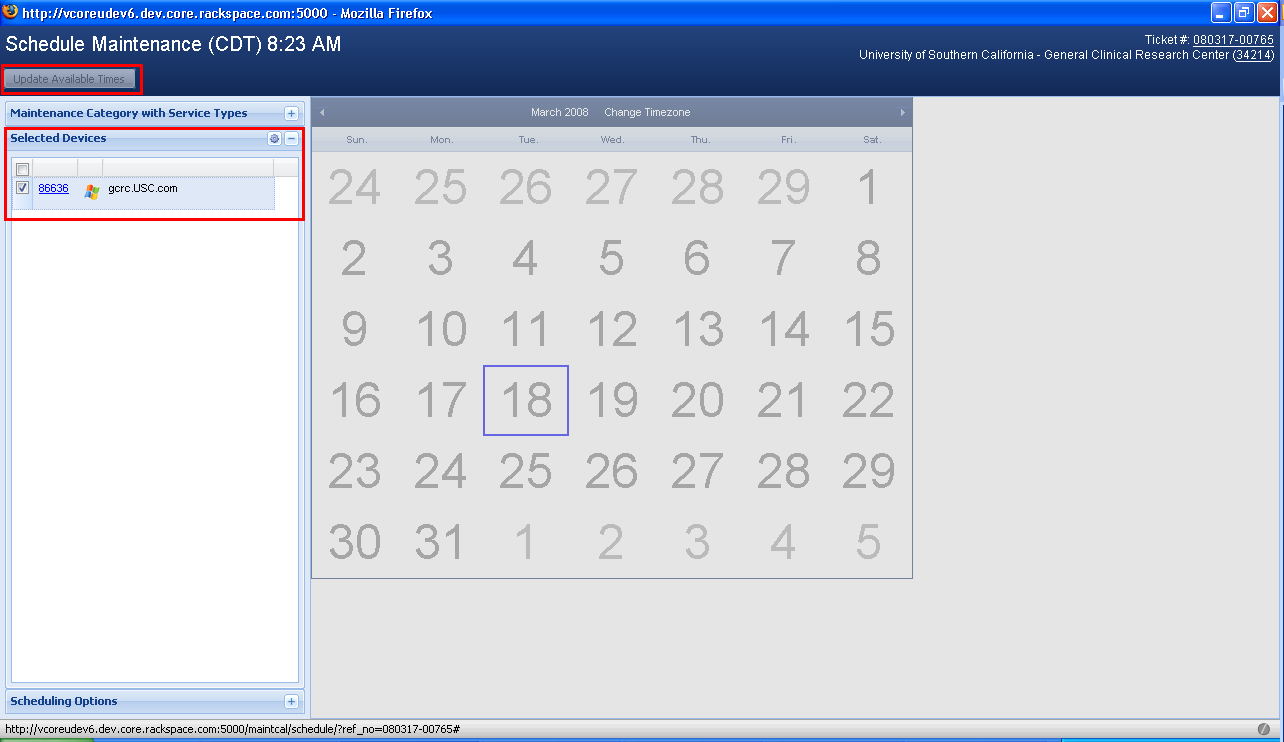 http://vcoreudev6.dev.core.rackspace.com:5000 - Mozilla Firefox
Schedule Maintenance (CDT) 8:23 AM
Ticket #: 080317-00765
University of Southern California - General Clinical Research Center (34214)
Update Available Times
Maintenance Category with Service Types
Selected Devices
86636 gcrc.USC.com
Scheduling Options
March 2008 Change Timezone
Sun. Mon. Tue. Wed. Thu. Fri. Sat.
24 25 26 27 28 29 1
2 3 4 5 6 7 8
9 10 11 12 13 14 15
16 17 18 19 20 21 22
23 24 25 26 27 28 29
30 31 1 2 3 4 5
http://vcoreudev6.dev.core.rackspace.com:5000/maintcal/schedule/?ref_no=080317-00765#